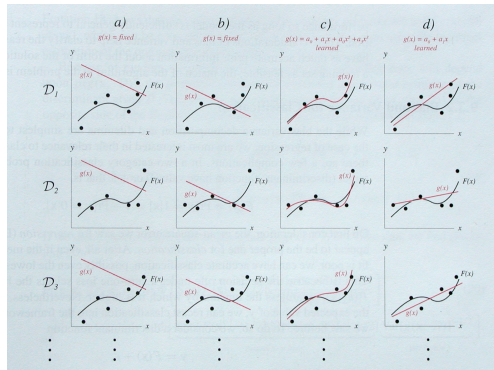 a) b) c) d)
g(x) = fixed g(x) = fixed g(x) = a₀ + a₁x + a₂x² + a₃x³ g(x) = a₀ + a₁x
learned learned
y y y y
g(x) g(x) g(x) g(x)
D₁ F(x) F(x) F(x) F(x)
x x x x
y y y y
g(x) g(x) g(x) g(x)
D₂ F(x) F(x) F(x) F(x)
x x x x
y y y y
g(x) g(x) g(x) g(x)
D₃ F(x) F(x) F(x) F(x)
x x x x